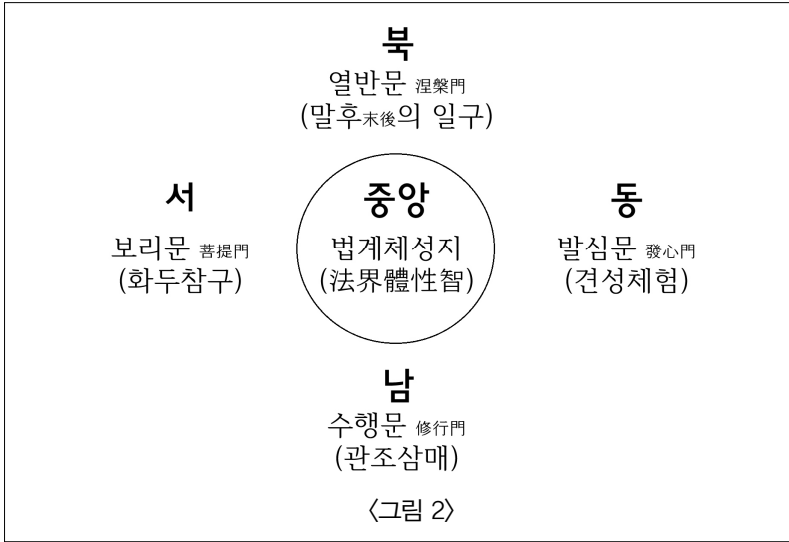 북
열반문 涅槃門
(말후末後의 일구)
서
보리문 菩提門
(화두참구)
중앙
법계체성지
(法界體性智)
동
발심문 發心門
(견성체험)
남
수행문 修行門
(관조삼매)
〈그림 2〉